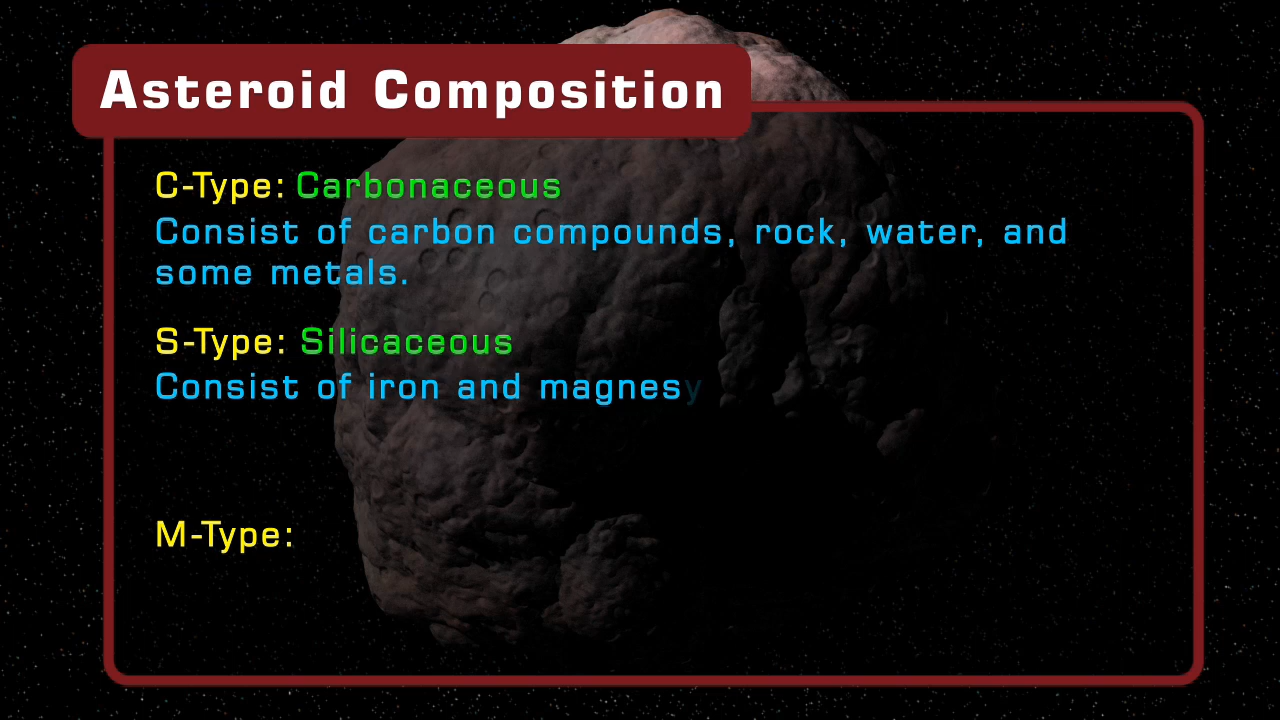 Asteroid Composition
C-Type: Carbonaceous
Consist of carbon compounds, rock, water, and
some metals.
S-Type: Silicaceous
Consist of iron and magnesy
M-Type: